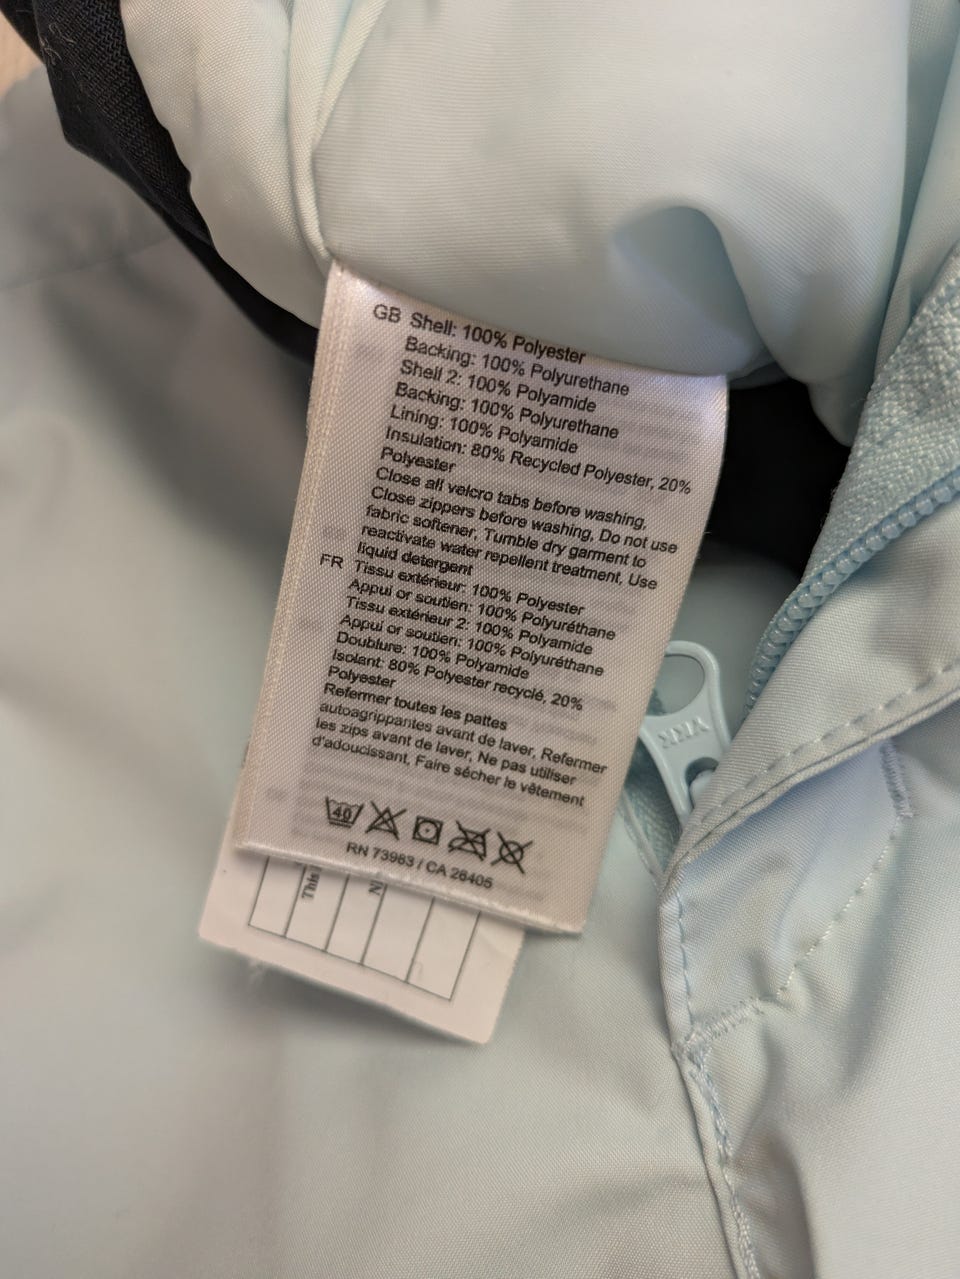 GB Shell: 100% Polyester
Backing: 100% Polyurethane
Shell 2: 100% Polyamide
Backing: 100% Polyurethane
Lining: 100% Polyamide
Insulation: 80% Recycled Polyester, 20%
Polyester
Close all velcro tabs before washing,
Close zippers before washing, Do not use
fabric softener, Tumble dry garment to
reactivate water repellent treatment, Use
liquid detergent
FR Tissu extérieur: 100% Polyester
Appui or soutien: 100% Polyuréthane
Tissu extérieur 2: 100% Polyamide
Appui or soutien: 100% Polyuréthane
Doublure: 100% Polyamide
Isolant: 80% Polyester recyclé, 20%
Polyester
Refermer toutes les pattes
autoagrippantes avant de laver, Refermer
les zips avant de laver, Ne pas utiliser
d'adoucissant, Faire sécher le vêtement
40
RN 73983 / CA 26405
This
YKK